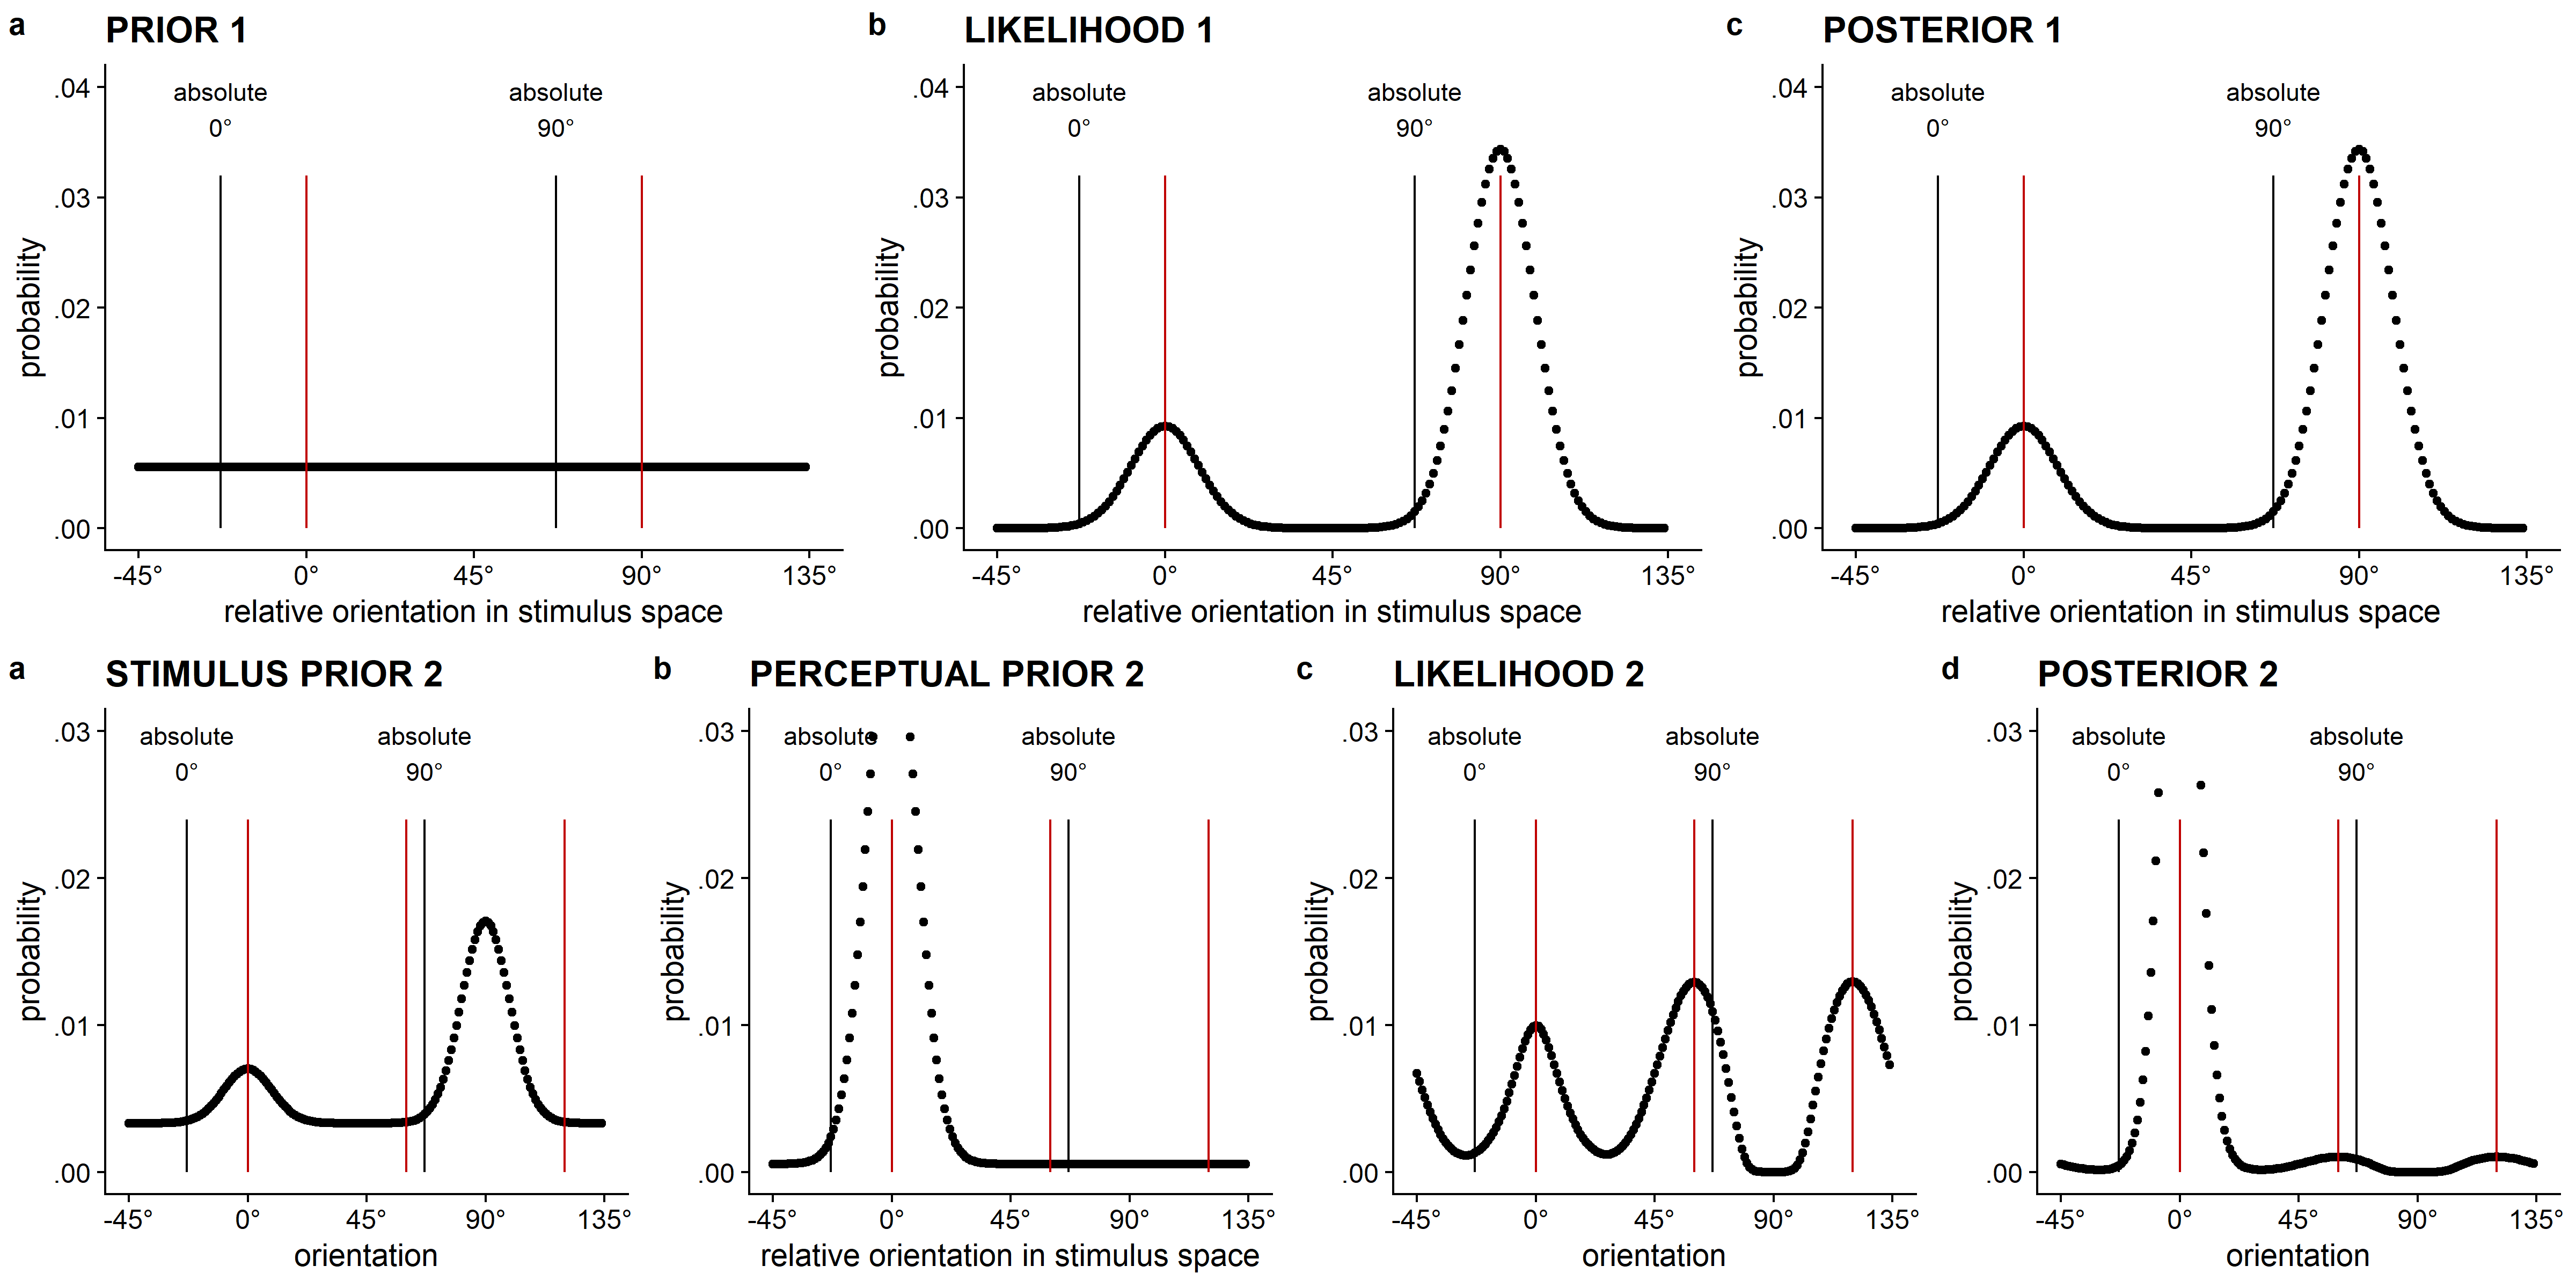 a PRIOR 1
absolute absolute
0° 90°
.04
.03
.02
.01
.00
probability
-45° 0° 45° 90° 135°
relative orientation in stimulus space
b LIKELIHOOD 1
absolute absolute
0° 90°
.04
.03
.02
.01
.00
probability
-45° 0° 45° 90° 135°
relative orientation in stimulus space
c POSTERIOR 1
absolute absolute
0° 90°
.04
.03
.02
.01
.00
probability
-45° 0° 45° 90° 135°
relative orientation in stimulus space
a STIMULUS PRIOR 2
absolute absolute
0° 90°
.03
.02
.01
.00
probability
-45° 0° 45° 90° 135°
orientation
b PERCEPTUAL PRIOR 2
absolute absolute
0° 90°
.03
.02
.01
.00
probability
-45° 0° 45° 90° 135°
relative orientation in stimulus space
c LIKELIHOOD 2
absolute absolute
0° 90°
.03
.02
.01
.00
probability
-45° 0° 45° 90° 135°
orientation
d POSTERIOR 2
absolute absolute
0° 90°
.03
.02
.01
.00
probability
-45° 0° 45° 90° 135°
orientation